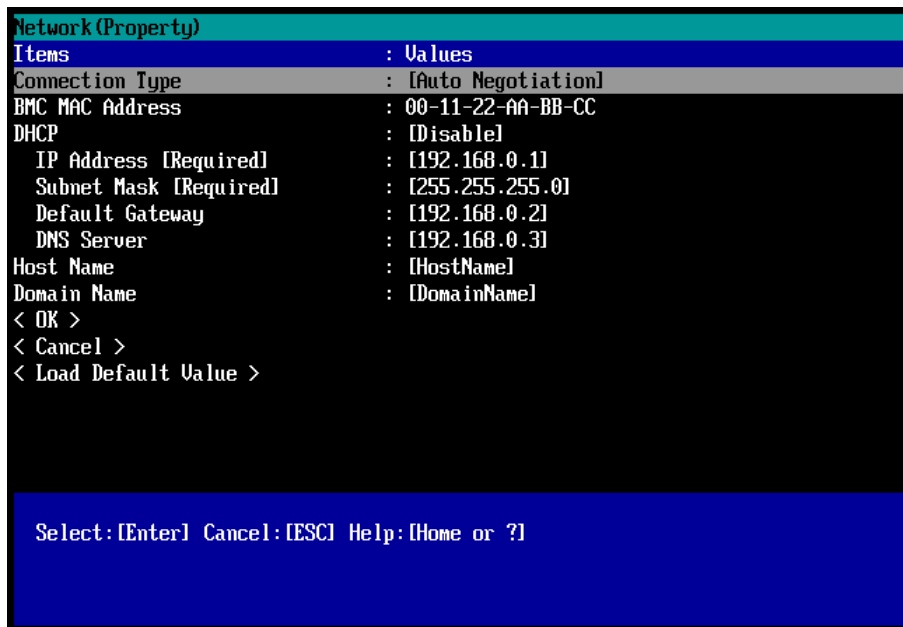 Network(Property)
Items : Values
Connection Type : [Auto Negotiation]
BMC MAC Address : 00-11-22-AA-BB-CC
DHCP : [Disable]
IP Address [Required] : [192.168.0.1]
Subnet Mask [Required] : [255.255.255.0]
Default Gateway : [192.168.0.2]
DNS Server : [192.168.0.3]
Host Name : [HostName]
Domain Name : [DomainName]
< OK >
< Cancel >
< Load Default Value >
Select:[Enter] Cancel:[ESC] Help:[Home or ?]